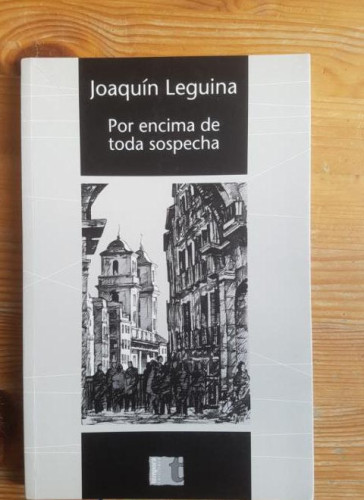 Joaquín Leguina
Por encima de
toda sospecha